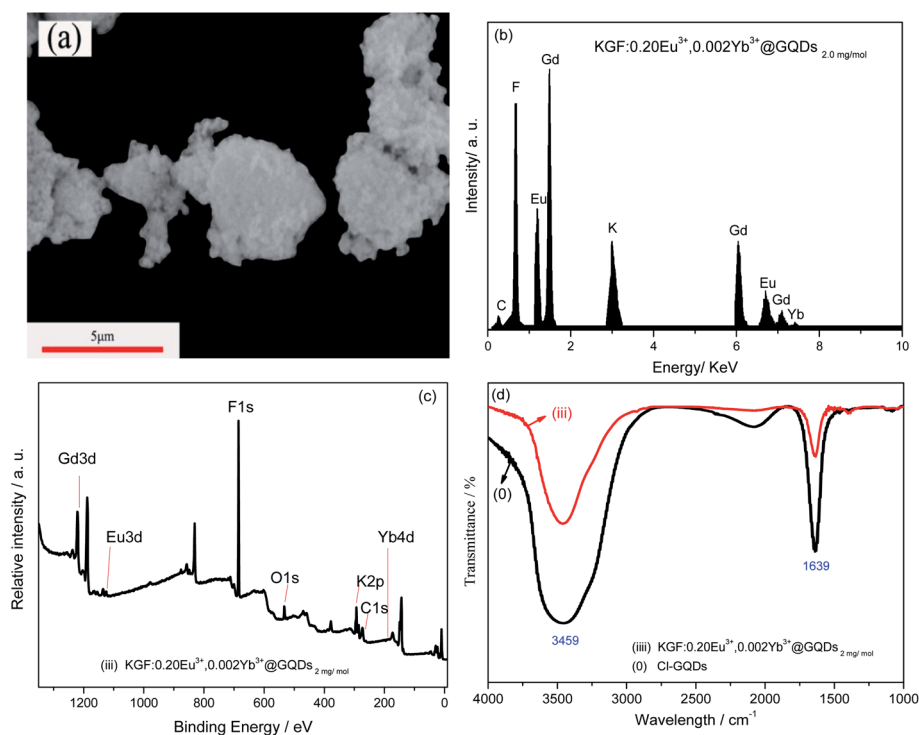 (a)
5μm
(b)
KGF:0.20Eu³⁺,0.002Yb³⁺@GQDs 2.0 mg/mol
Intensity/ a. u.
C
F
Eu
Gd
K
Gd
Eu
Gd
Yb
0 2 4 6 8 10
Energy/ KeV
(c)
Relative intensity / a. u.
Gd3d
Eu3d
F1s
O1s
K2p
C1s
Yb4d
(iii) KGF:0.20Eu³⁺,0.002Yb³⁺@GQDs 2 mg/ mol
1200 1000 800 600 400 200 0
Binding Energy / eV
(d)
Transmittance / %
(iii)
(0)
3459
1639
(iiii) KGF:0.20Eu³⁺,0.002Yb³⁺@GQDs 2 mg/ mol
(0) Cl-GQDs
4000 3500 3000 2500 2000 1500 1000
Wavelength / cm⁻¹